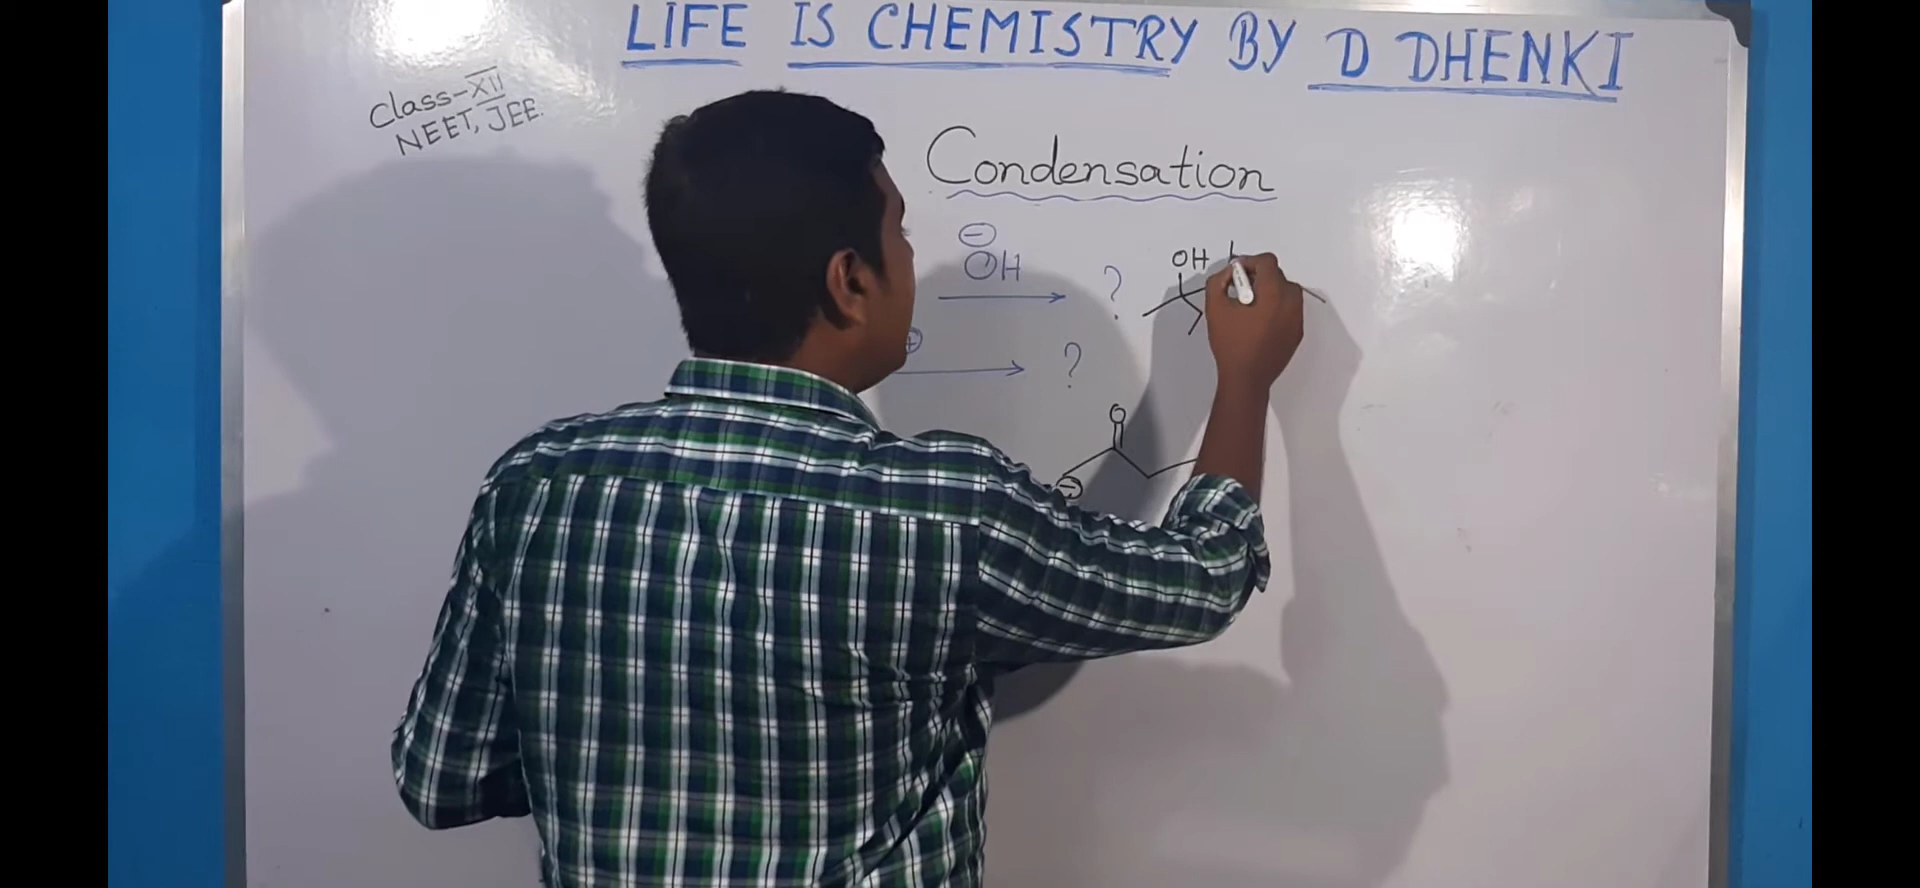 LIFE IS CHEMISTRY BY D DHENKI
Class-XII
NEET, JEE.
Condensation
⊖
OH
?
OH
⊕
?
O
⊖